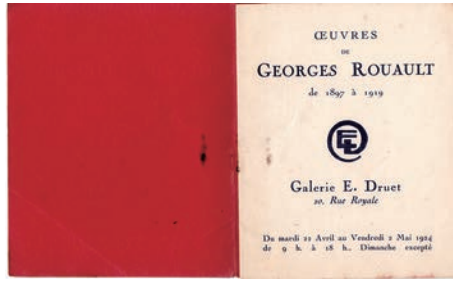 ŒUVRES
DE
GEORGES ROUAULT
de 1897 à 1919
Galerie E. Druet
20, Rue Royale
Du mardi 22 Avril au Vendredi 2 Mai 1924
de 9 h. à 18 h., Dimanche excepté